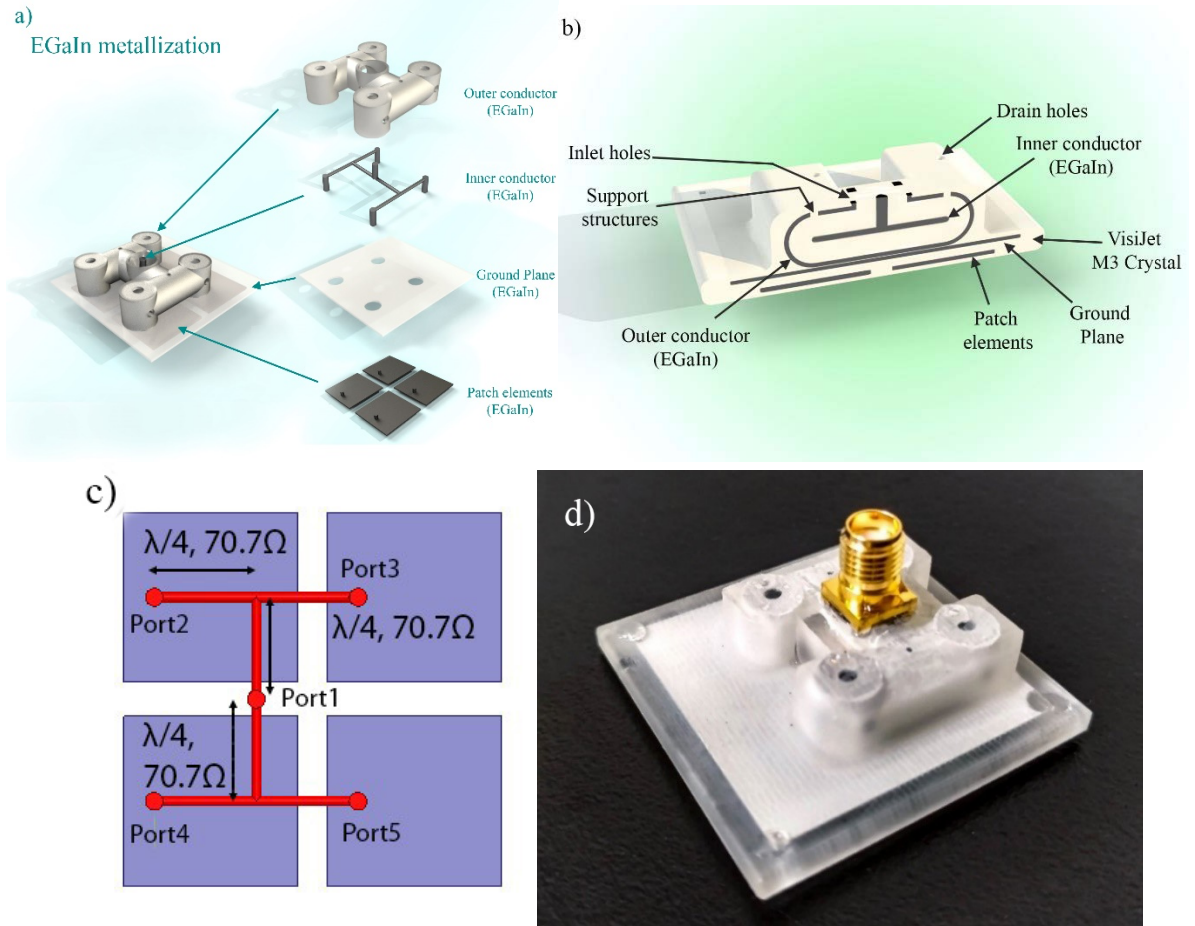 a)
EGaIn metallization
Outer conductor
(EGaIn)
Inner conductor
(EGaIn)
Ground Plane
(EGaIn)
Patch elements
(EGaIn)
b)
Drain holes
Inlet holes
Inner conductor
(EGaIn)
Support
structures
VisiJet
M3 Crystal
Outer conductor
(EGaIn)
Patch
elements
Ground
Plane
c)
λ/4, 70.7Ω
Port3
Port2
λ/4, 70.7Ω
Port1
λ/4,
70.7Ω
Port4
Port5
d)